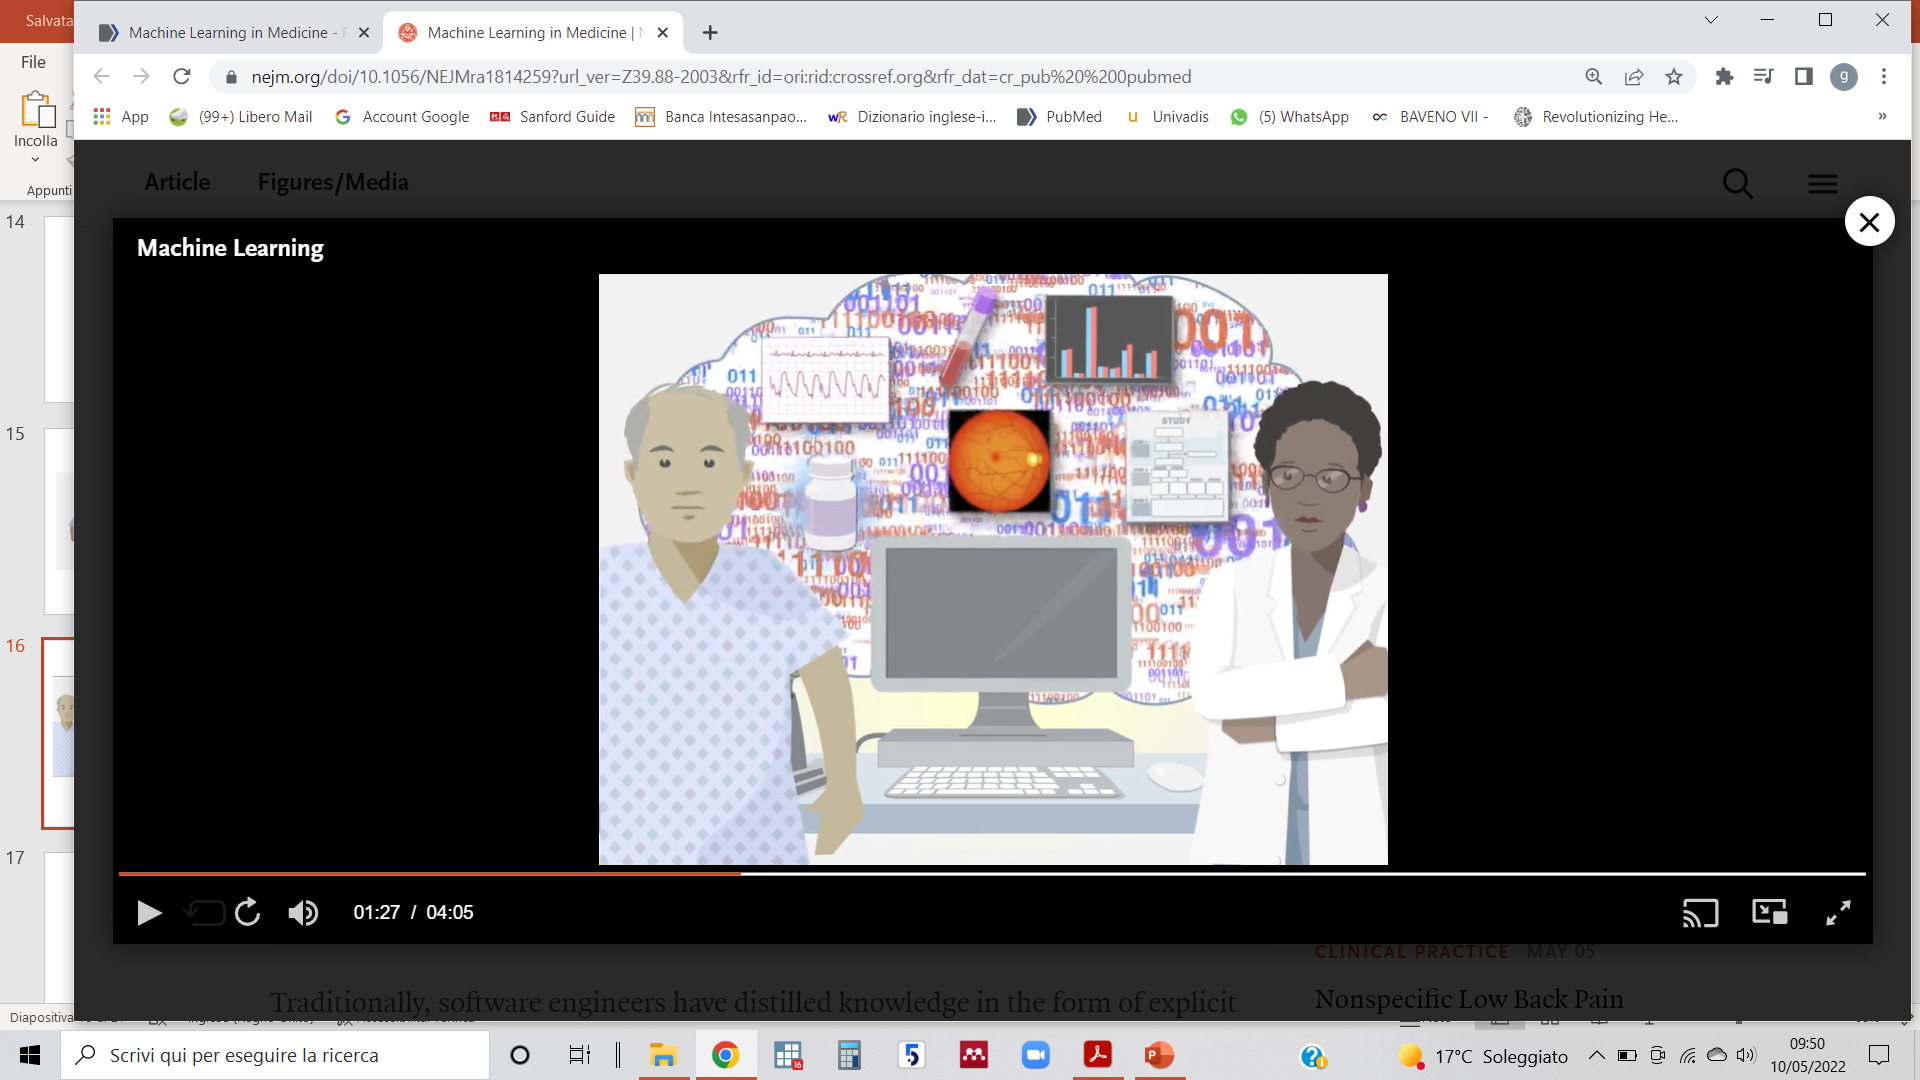 Salvata
File
Incolla
Appunti
14
15
16
17
Machine Learning in Medicine - P
Machine Learning in Medicine | N
nejm.org/doi/10.1056/NEJMra1814259?url_ver=Z39.88-2003&rfr_id=ori:rid:crossref.org&rfr_dat=cr_pub%20%200pubmed
g
App
(99+) Libero Mail
Account Google
Sanford Guide
Banca Intesasanpao...
Dizionario inglese-i...
PubMed
Univadis
(5) WhatsApp
BAVENO VII -
Revolutionizing He...
»
Article
Figures/Media
Machine Learning
STUDY
01:27 / 04:05
CLINICAL PRACTICE MAY 05
Traditionally, software engineers have distilled knowledge in the form of explicit
Nonspecific Low Back Pain
Diapositiva
Scrivi qui per eseguire la ricerca
16
5
17°C Soleggiato
09:50
10/05/2022